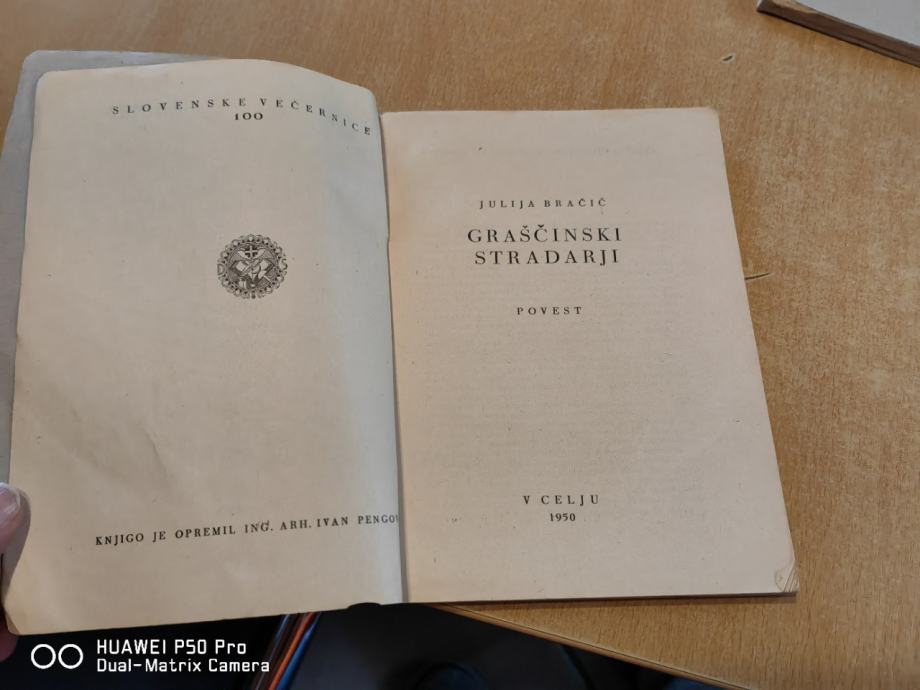 SLOVENSKE VEČERNICE
100
KNJIGO JE OPREMIL ING. ARH. IVAN
JULIJA BRAČIČ
GRAŠČINSKI
STRADARJI
POVEST
V CELJU
1950
HUAWEI P50 Pro
Dual-Matrix Camera